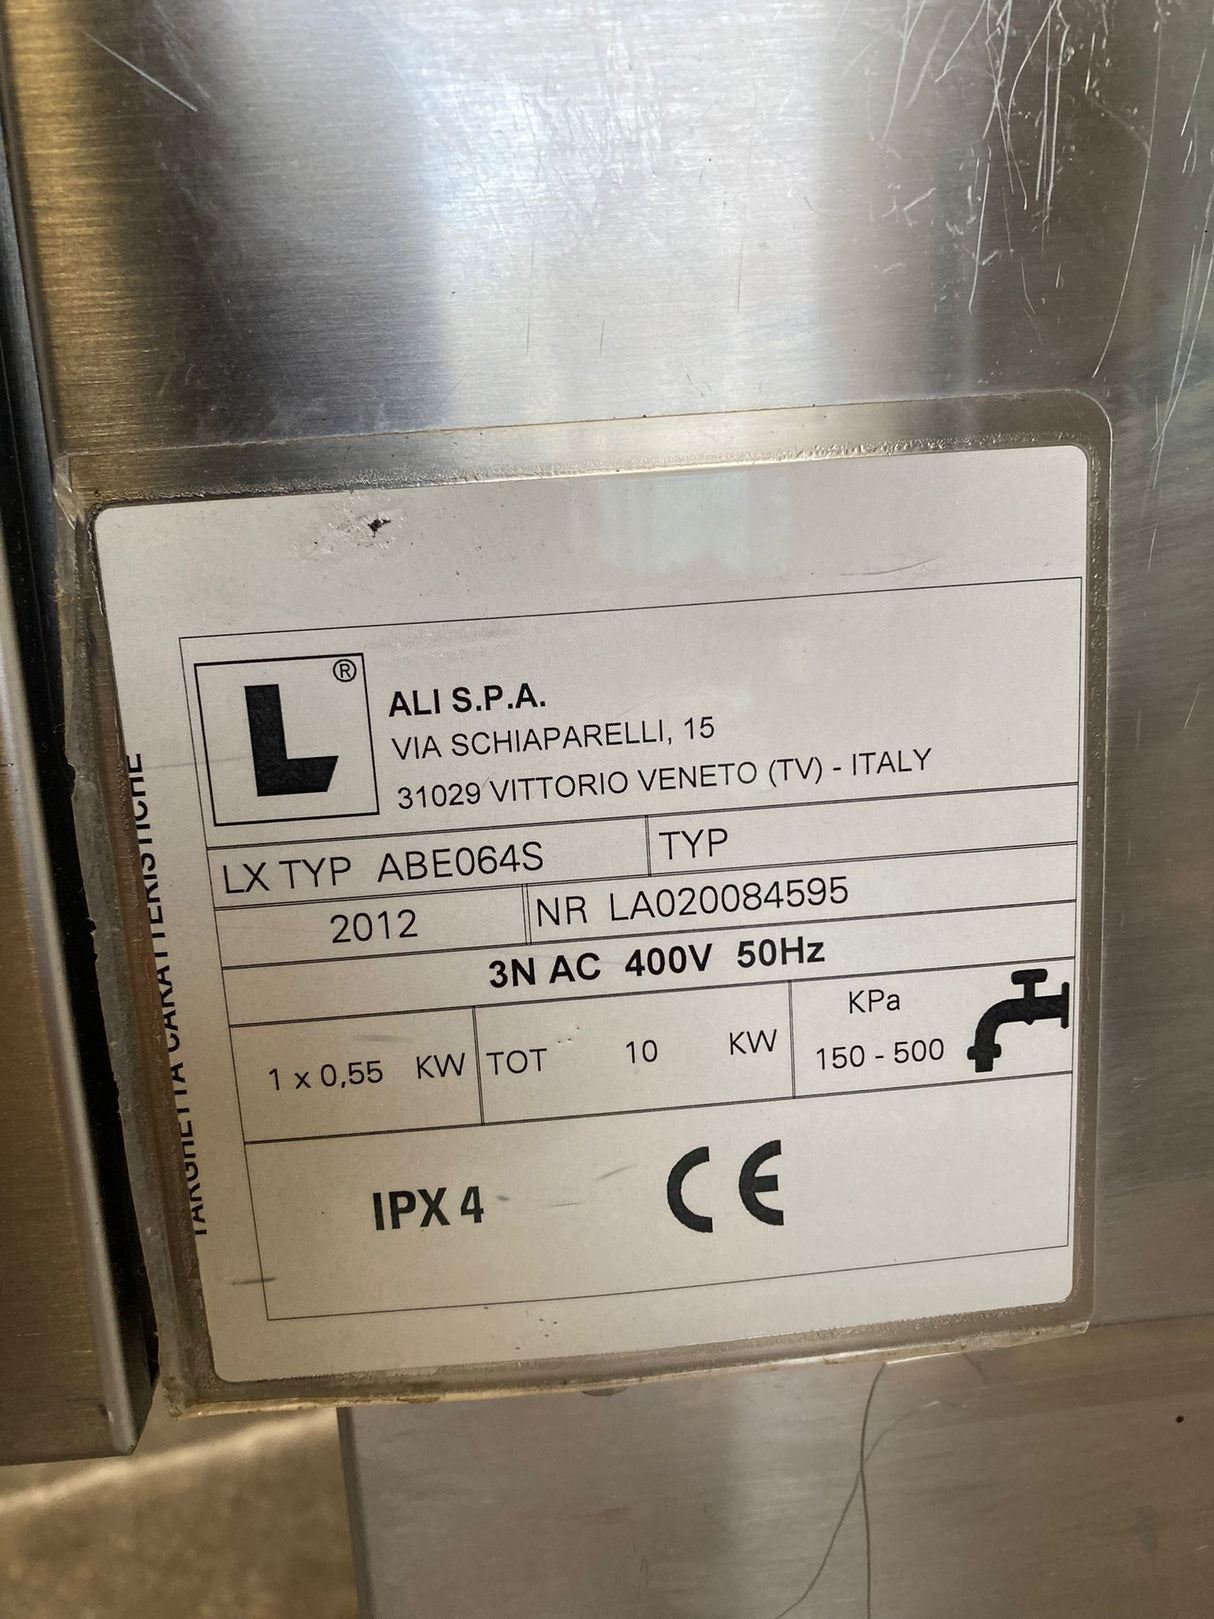 L®
ALI S.P.A.
VIA SCHIAPARELLI, 15
31029 VITTORIO VENETO (TV) - ITALY
LX TYP ABE064S TYP
2012 NR LA020084595
3N AC 400V 50Hz
1 x 0,55 KW TOT 10 KW KPa 150 - 500
IPX 4 CE
TARGHETTA CARATTERISTICHE